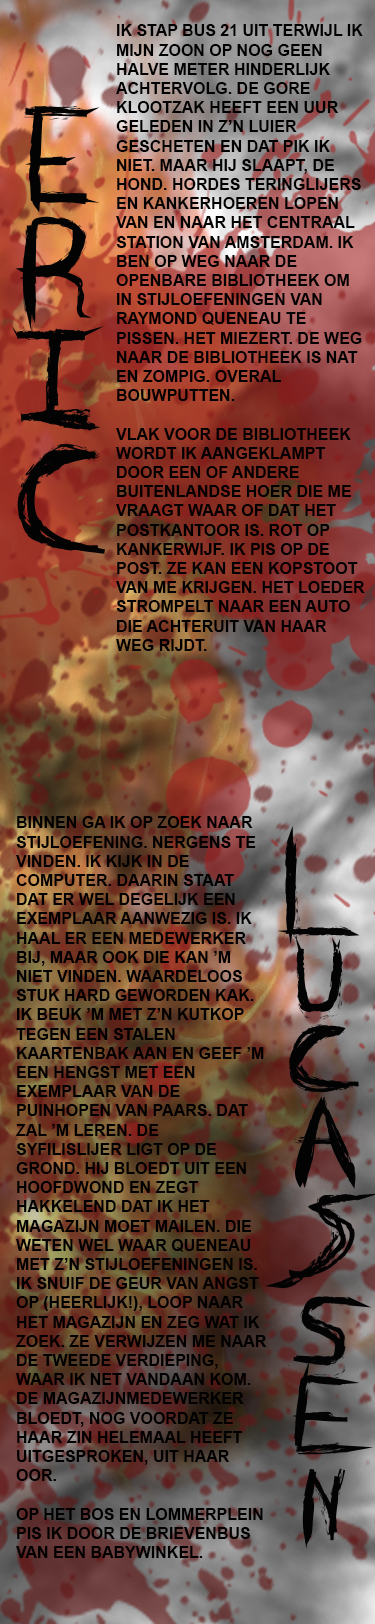 ERIC
IK STAP BUS 21 UIT TERWIJL IK
MIJN ZOON OP NOG GEEN
HALVE METER HINDERLIJK
ACHTERVOLG. DE GORE
KLOOTZAK HEEFT EEN UUR
GELEDEN IN Z’N LUIER
GESCHETEN EN DAT PIK IK
NIET. MAAR HIJ SLAAPT, DE
HOND. HORDES TERINGLIJERS
EN KANKERHOEREN LOPEN
VAN EN NAAR HET CENTRAAL
STATION VAN AMSTERDAM. IK
BEN OP WEG NAAR DE
OPENBARE BIBLIOTHEEK OM
IN STIJLOEFENINGEN VAN
RAYMOND QUENEAU TE
PISSEN. HET MIEZERT. DE WEG
NAAR DE BIBLIOTHEEK IS NAT
EN ZOMPIG. OVERAL
BOUWPUTTEN.
VLAK VOOR DE BIBLIOTHEEK
WORDT IK AANGEKLAMPT
DOOR EEN OF ANDERE
BUITENLANDSE HOER DIE ME
VRAAGT WAAR OF DAT HET
POSTKANTOOR IS. ROT OP
KANKERWIJF. IK PIS OP DE
POST. ZE KAN EEN KOPSTOOT
VAN ME KRIJGEN. HET LOEDER
STROMPELT NAAR EEN AUTO
DIE ACHTERUIT VAN HAAR
WEG RIJDT.
BINNEN GA IK OP ZOEK NAAR
STIJLOEFENING. NERGENS TE
VINDEN. IK KIJK IN DE
COMPUTER. DAARIN STAAT
DAT ER WEL DEGELIJK EEN
EXEMPLAAR AANWEZIG IS. IK
HAAL ER EEN MEDEWERKER
BIJ, MAAR OOK DIE KAN ’M
NIET VINDEN. WAARDELOOS
STUK HARD GEWORDEN KAK.
IK BEUK ’M MET Z’N KUTKOP
TEGEN EEN STALEN
KAARTENBAK AAN EN GEEF ’M
EEN HENGST MET EEN
EXEMPLAAR VAN DE
PUINHOPEN VAN PAARS. DAT
ZAL ’M LEREN. DE
SYFILISLIJER LIGT OP DE
GROND. HIJ BLOEDT UIT EEN
HOOFDWOND EN ZEGT
HAKKELEND DAT IK HET
MAGAZIJN MOET MAILEN. DIE
WETEN WEL WAAR QUENEAU
MET Z’N STIJLOEFENINGEN IS.
IK SNUIF DE GEUR VAN ANGST
OP (HEERLIJK!), LOOP NAAR
HET MAGAZIJN EN ZEG WAT IK
ZOEK. ZE VERWIJZEN ME NAAR
DE TWEEDE VERDIEPING,
WAAR IK NET VANDAAN KOM.
DE MAGAZIJNMEDEWERKER
BLOEDT, NOG VOORDAT ZE
HAAR ZIN HELEMAAL HEEFT
UITGESPROKEN, UIT HAAR
OOR.
OP HET BOS EN LOMMERPLEIN
PIS IK DOOR DE BRIEVENBUS
VAN EEN BABYWINKEL.
LUCASSEN